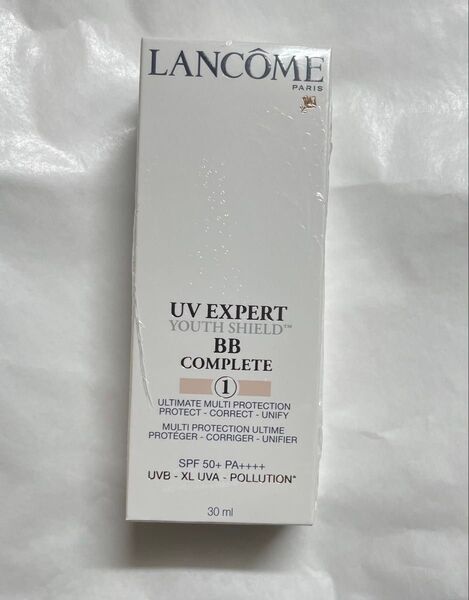 LANCÔME
PARIS
UV EXPERT
YOUTH SHIELD™
BB
COMPLETE
1
ULTIMATE MULTI PROTECTION
PROTECT - CORRECT - UNIFY
MULTI PROTECTION ULTIME
PROTÉGER - CORRIGER - UNIFIER
SPF 50+ PA++++
UVB - XL UVA - POLLUTION*
30 ml